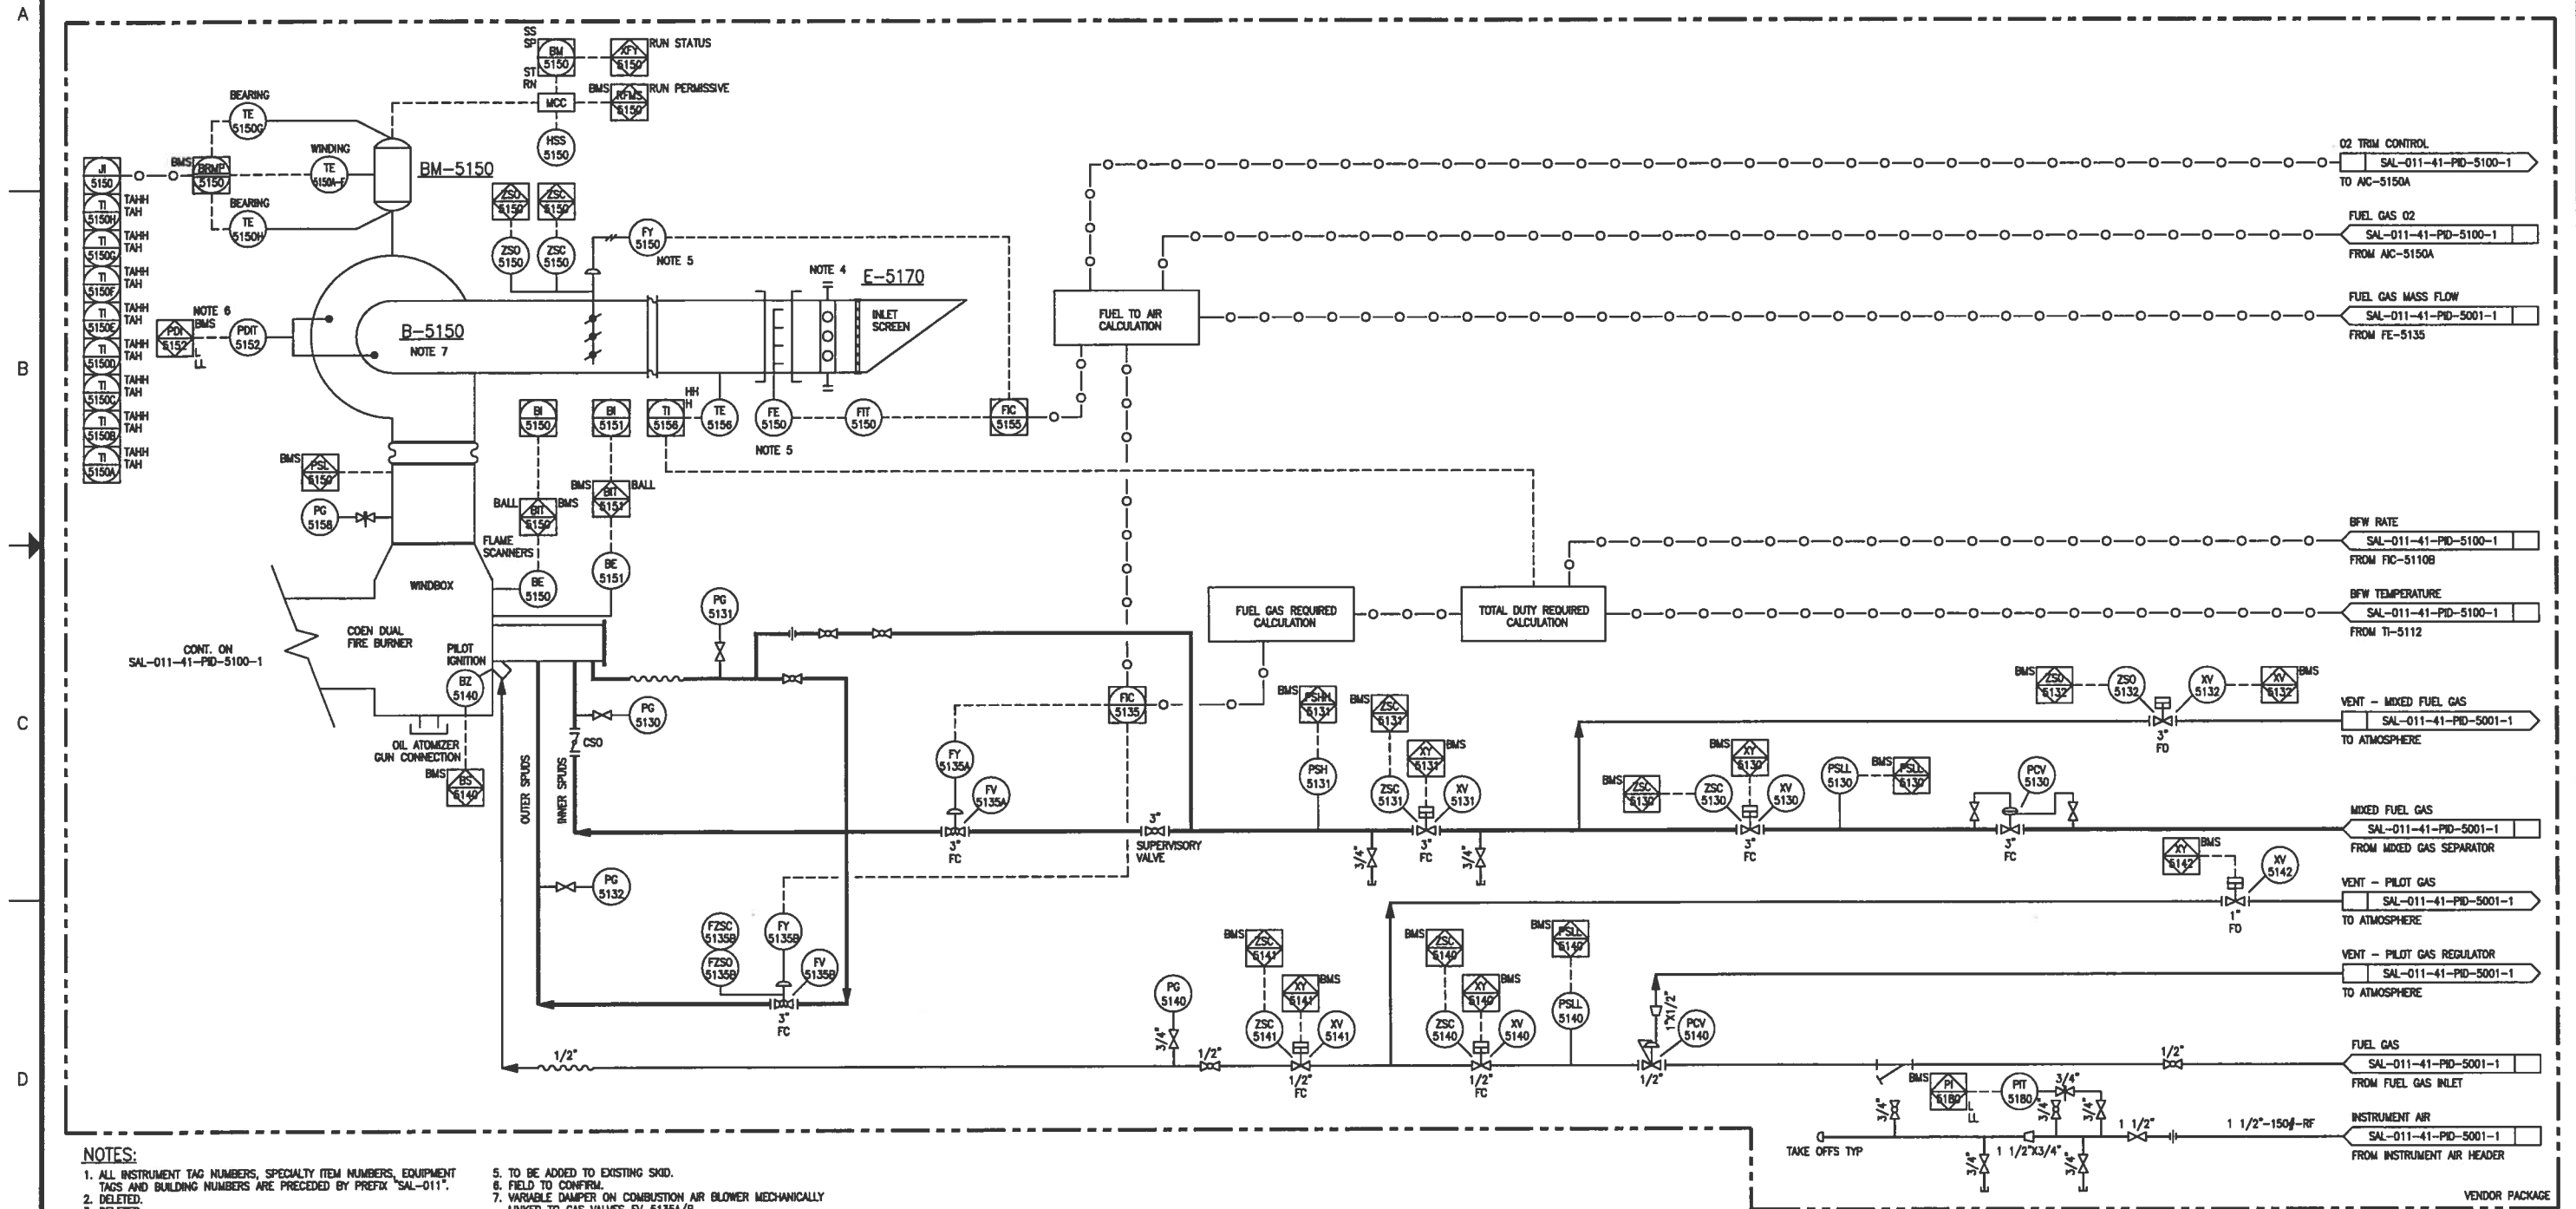 A
B
C
D
SS
SP
ST
RN
BM
5150
XFY
5150
RUN STATUS
MCC
BMS
RFMS
5150
RUN PERMISSIVE
HSS
5150
BEARING
TE
5150G
WINDING
TE
5150A-F
BEARING
TE
5150H
BM-5150
BMS
BRMP
5150
JI
5150
TI
5150H
TAHH
TAH
TI
5150G
TAHH
TAH
TI
5150F
TAHH
TAH
TI
5150E
TAHH
TAH
TI
5150D
TAHH
TAH
TI
5150C
TAHH
TAH
TI
5150B
TAHH
TAH
TI
5150A
TAHH
TAH
NOTE 6
BMS
PDI
5152
L
LL
PDIT
5152
B-5150
NOTE 7
ZSO
5150
ZSC
5150
ZSO
5150
ZSC
5150
FY
5150
NOTE 5
NOTE 4
E-5170
INLET
SCREEN
BI
5150
BI
5151
TI
5156
HH
H
TE
5156
FE
5150
NOTE 5
FIT
5150
FIC
5155
FUEL TO AIR
CALCULATION
O2 TRIM CONTROL
SAL-011-41-PID-5100-1
TO AIC-5150A
FUEL GAS O2
SAL-011-41-PID-5100-1
FROM AIC-5150A
FUEL GAS MASS FLOW
SAL-011-41-PID-5001-1
FROM FE-5135
BMS
PSL
5150
PG
5158
BALL
BIT
5150
BMS
BMS
BIT
5151
BALL
FLAME
SCANNERS
BE
5150
BE
5151
WINDBOX
COEN DUAL
FIRE BURNER
CONT. ON
SAL-011-41-PID-5100-1
PILOT
IGNITION
BZ
5140
OIL ATOMIZER
GUN CONNECTION
BMS
BS
5140
OUTER SPUDS
INNER SPUDS
CSO
PG
5131
PG
5130
PG
5132
FUEL GAS REQUIRED
CALCULATION
TOTAL DUTY REQUIRED
CALCULATION
BFW RATE
SAL-011-41-PID-5100-1
FROM FIC-5110B
BFW TEMPERATURE
SAL-011-41-PID-5100-1
FROM TI-5112
FIC
5135
FY
5135A
FV
5135A
3"
FC
3"
SUPERVISORY
VALVE
BMS
PSHH
5131
PSH
5131
BMS
ZSC
5131
ZSC
5131
XY
5131
BMS
XV
5131
3"
FC
3/4"
3/4"
BMS
ZSC
5130
ZSC
5130
BMS
XY
5130
XV
5130
3"
FC
PSLL
5130
BMS
PSLL
5130
PCV
5130
3"
FC
BMS
ZSO
5132
ZSO
5132
XV
5132
XV
5132
BMS
3"
FO
VENT - MIXED FUEL GAS
SAL-011-41-PID-5001-1
TO ATMOSPHERE
MIXED FUEL GAS
SAL-011-41-PID-5001-1
FROM MIXED GAS SEPARATOR
XY
5142
BMS
XV
5142
1"
FO
VENT - PILOT GAS
SAL-011-41-PID-5001-1
TO ATMOSPHERE
VENT - PILOT GAS REGULATOR
SAL-011-41-PID-5001-1
TO ATMOSPHERE
FZSC
5135B
FZSO
5135B
FY
5135B
FV
5135B
3"
FC
1/2"
PG
5140
3/4"
1/2"
BMS
ZSC
5141
ZSC
5141
XY
5141
BMS
XV
5141
1/2"
FC
BMS
ZSC
5140
ZSC
5140
XY
5140
BMS
XV
5140
1/2"
FC
BMS
PSLL
5140
PSLL
5140
1"X1/2"
PCV
5140
1/2"
1/2"
FUEL GAS
SAL-011-41-PID-5001-1
FROM FUEL GAS INLET
BMS
PI
5180
L
LL
PIT
5180
3/4"
3/4"
3/4"
3/4"
1 1/2"
1 1/2"-150#-RF
INSTRUMENT AIR
SAL-011-41-PID-5001-1
FROM INSTRUMENT AIR HEADER
TAKE OFFS TYP
3/4"
1 1/2"X3/4"
3/4"
VENDOR PACKAGE
NOTES:
1. ALL INSTRUMENT TAG NUMBERS, SPECIALTY ITEM NUMBERS, EQUIPMENT
TAGS AND BUILDING NUMBERS ARE PRECEDED BY PREFIX "SAL-011".
2. DELETED.
3. DELETED.
5. TO BE ADDED TO EXISTING SKID.
6. FIELD TO CONFIRM.
7. VARIABLE DAMPER ON COMBUSTION AIR BLOWER MECHANICALLY
LINKED TO GAS VALVES FV-5135A/B